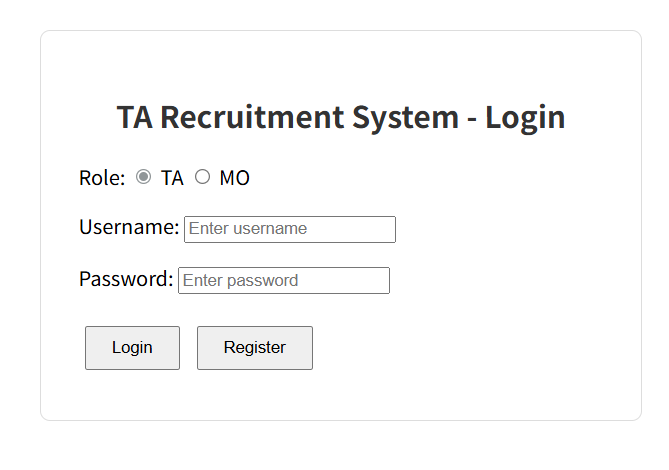 TA Recruitment System - Login
Role: TA MO
Username: Enter username
Password: Enter password
Login Register